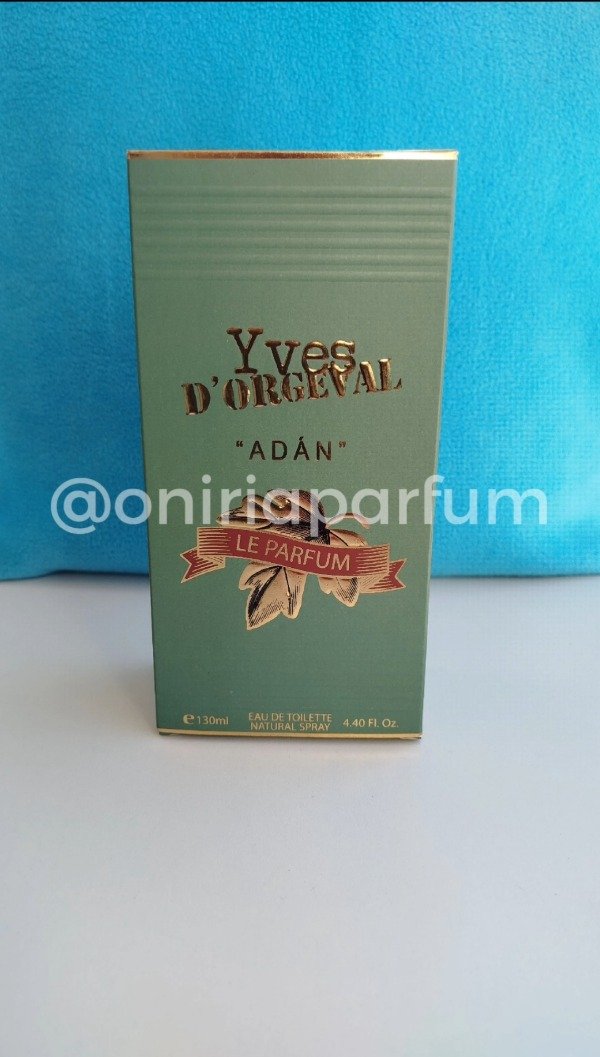 Yves
D'ORGEVAL
"ADÁN"
@oniriaparfum
LE PARFUM
e 130ml EAU DE TOILETTE NATURAL SPRAY 4.40 Fl. Oz.